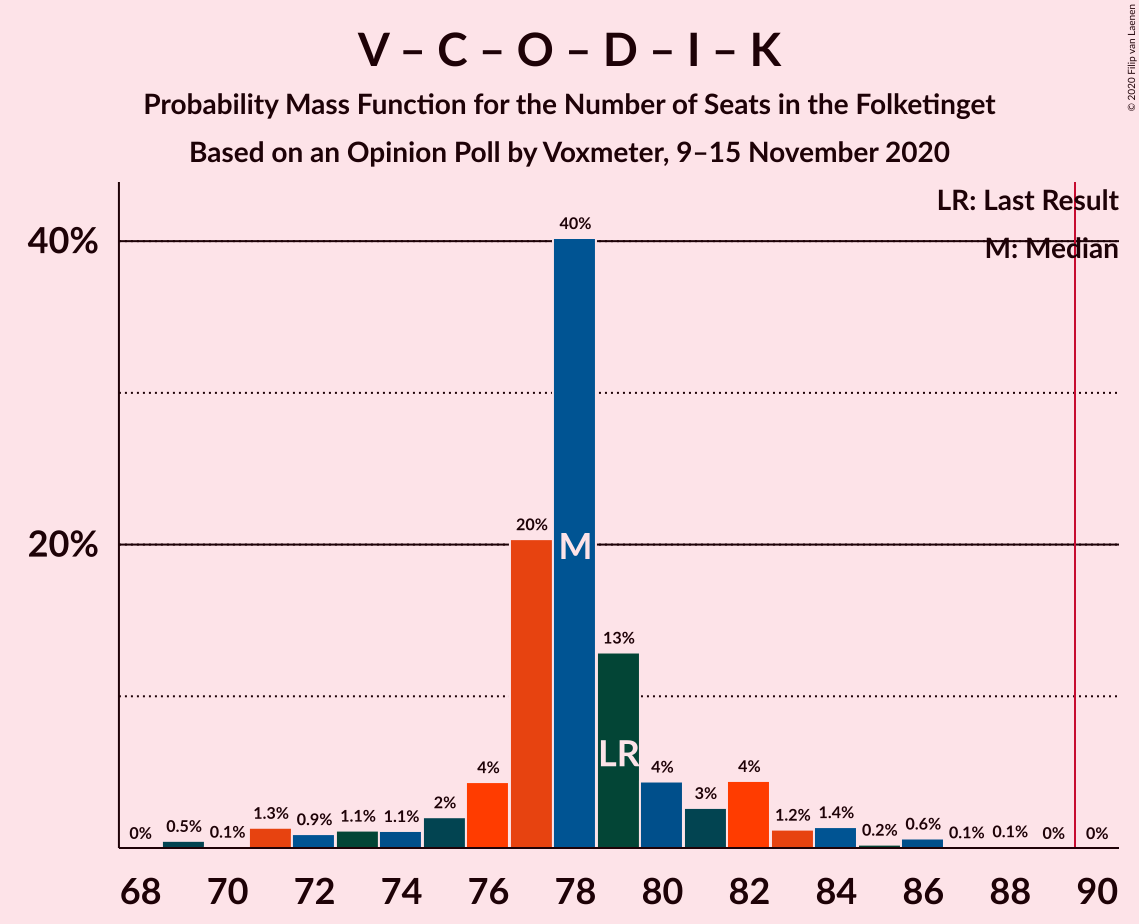 V – C – O – D – I – K
Probability Mass Function for the Number of Seats in the Folketinget
Based on an Opinion Poll by Voxmeter, 9–15 November 2020
© 2020 Filip van Laenen
LR: Last Result
M: Median
40%
20%
0% 0.5% 0.1% 1.3% 0.9% 1.1% 1.1% 2% 4% 20% 40% 13% 4% 3% 4% 1.2% 1.4% 0.2% 0.6% 0.1% 0.1% 0% 0%
M
LR
68 70 72 74 76 78 80 82 84 86 88 90